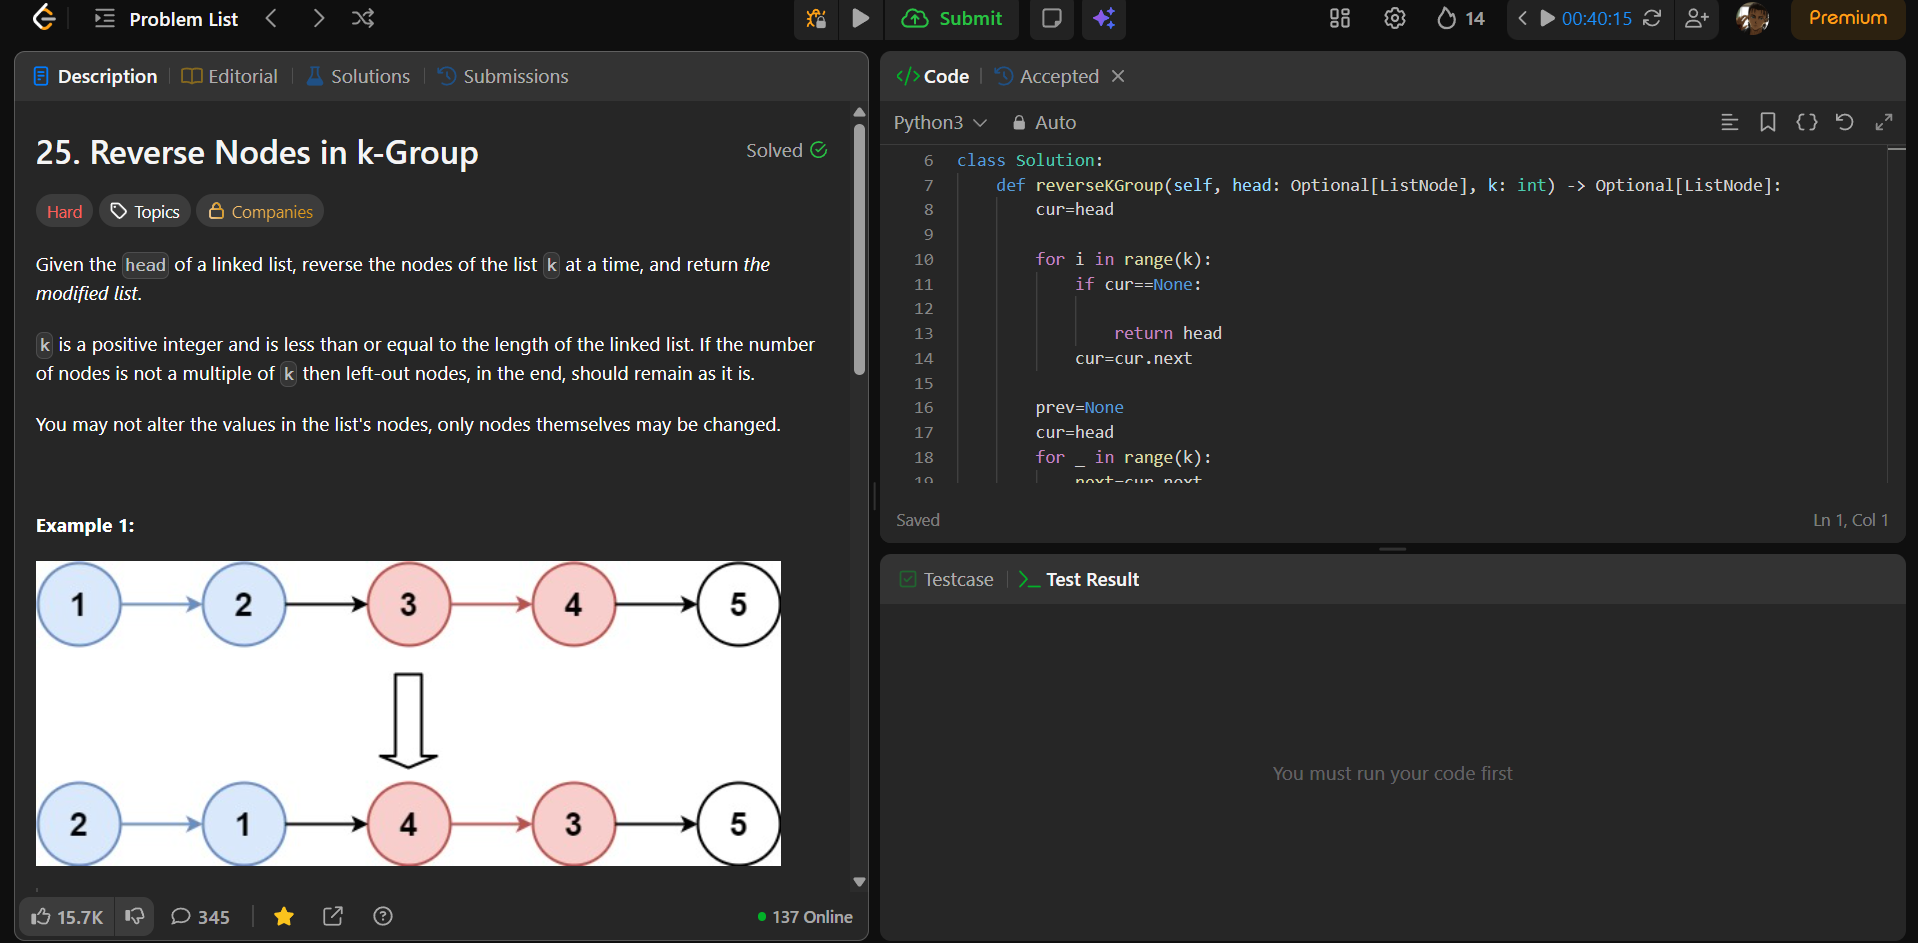 Problem List
Submit
14
00:40:15
Premium
Description
Editorial
Solutions
Submissions
25. Reverse Nodes in k-Group
Solved
Hard
Topics
Companies
Given the head of a linked list, reverse the nodes of the list k at a time, and return the
modified list.
k is a positive integer and is less than or equal to the length of the linked list. If the number
of nodes is not a multiple of k then left-out nodes, in the end, should remain as it is.
You may not alter the values in the list's nodes, only nodes themselves may be changed.
Example 1:
1 2 3 4 5
2 1 4 3 5
15.7K
345
137 Online
</> Code
Accepted
Python3
Auto
6 class Solution:
7 def reverseKGroup(self, head: Optional[ListNode], k: int) -> Optional[ListNode]:
8 cur=head
9
10 for i in range(k):
11 if cur==None:
12
13 return head
14 cur=cur.next
15
16 prev=None
17 cur=head
18 for _ in range(k):
19 next=cur.next
Saved
Ln 1, Col 1
Testcase
Test Result
You must run your code first